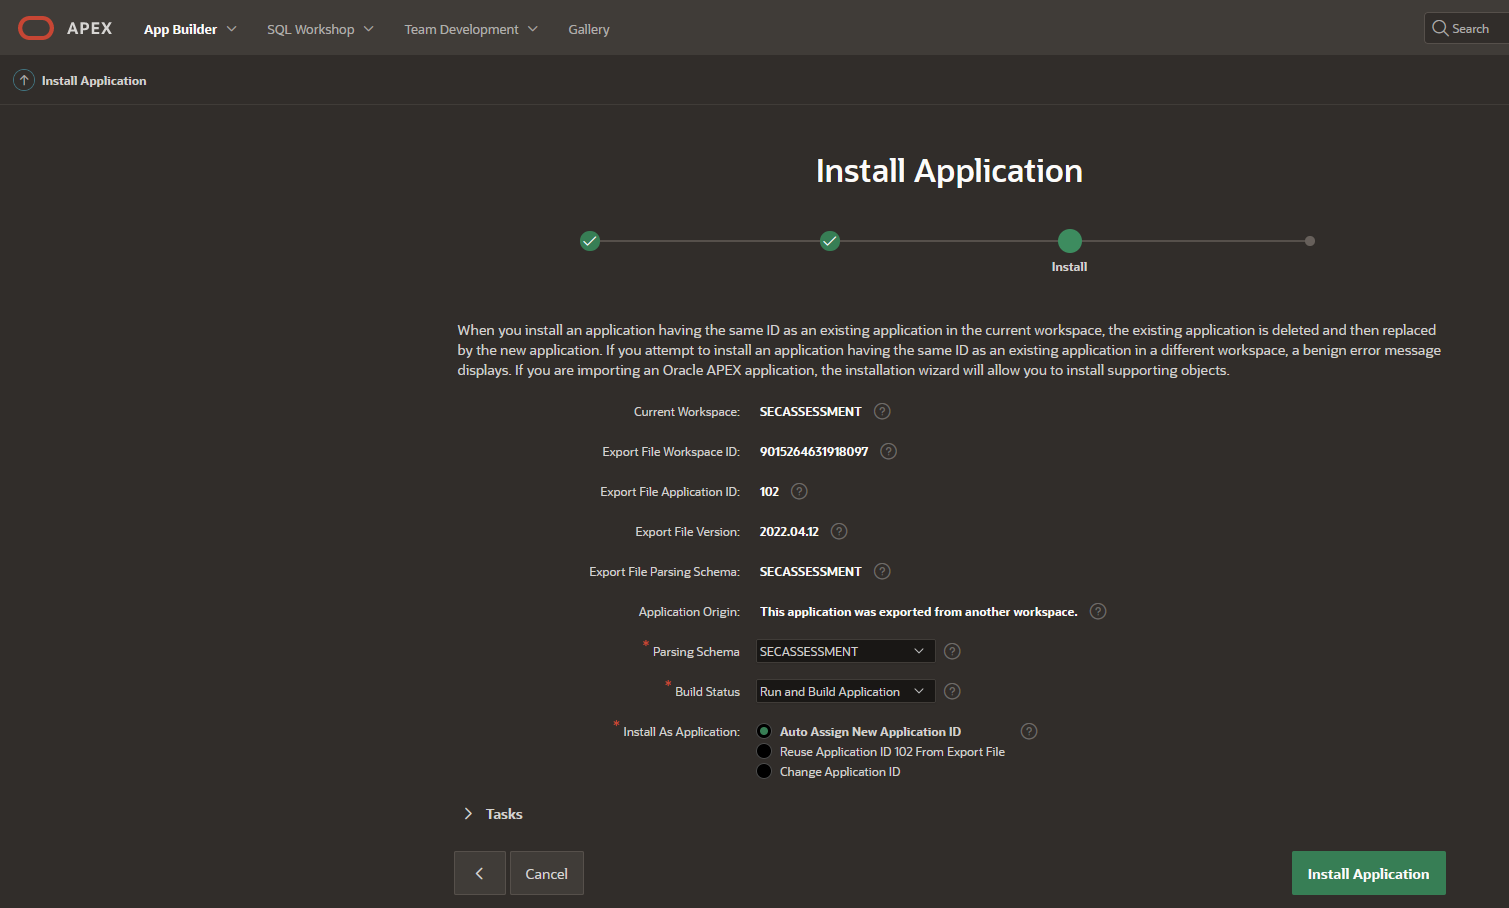 APEX App Builder SQL Workshop Team Development Gallery Search
Install Application
Install Application
Install
When you install an application having the same ID as an existing application in the current workspace, the existing application is deleted and then replaced
by the new application. If you attempt to install an application having the same ID as an existing application in a different workspace, a benign error message
displays. If you are importing an Oracle APEX application, the installation wizard will allow you to install supporting objects.
Current Workspace: SECASSESSMENT ?
Export File Workspace ID: 9015264631918097 ?
Export File Application ID: 102 ?
Export File Version: 2022.04.12 ?
Export File Parsing Schema: SECASSESSMENT ?
Application Origin: This application was exported from another workspace. ?
* Parsing Schema SECASSESSMENT ?
* Build Status Run and Build Application ?
* Install As Application: Auto Assign New Application ID ?
Reuse Application ID 102 From Export File
Change Application ID
Tasks
Cancel Install Application